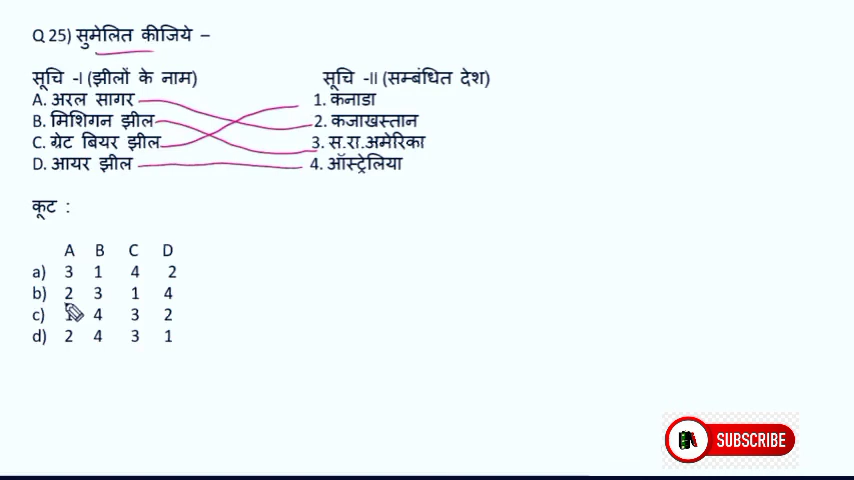 Q 25) सुमेलित कीजिये –
सूचि -I (झीलों के नाम) सूचि -II (सम्बंधित देश)
A. अरल सागर 1. कनाडा
B. मिशिगन झील 2. कजाखस्तान
C. ग्रेट बियर झील 3. स.रा.अमेरिका
D. आयर झील 4. ऑस्ट्रेलिया
कूट :
A B C D
a) 3 1 4 2
b) 2 3 1 4
c) 1 4 3 2
d) 2 4 3 1
SUBSCRIBE